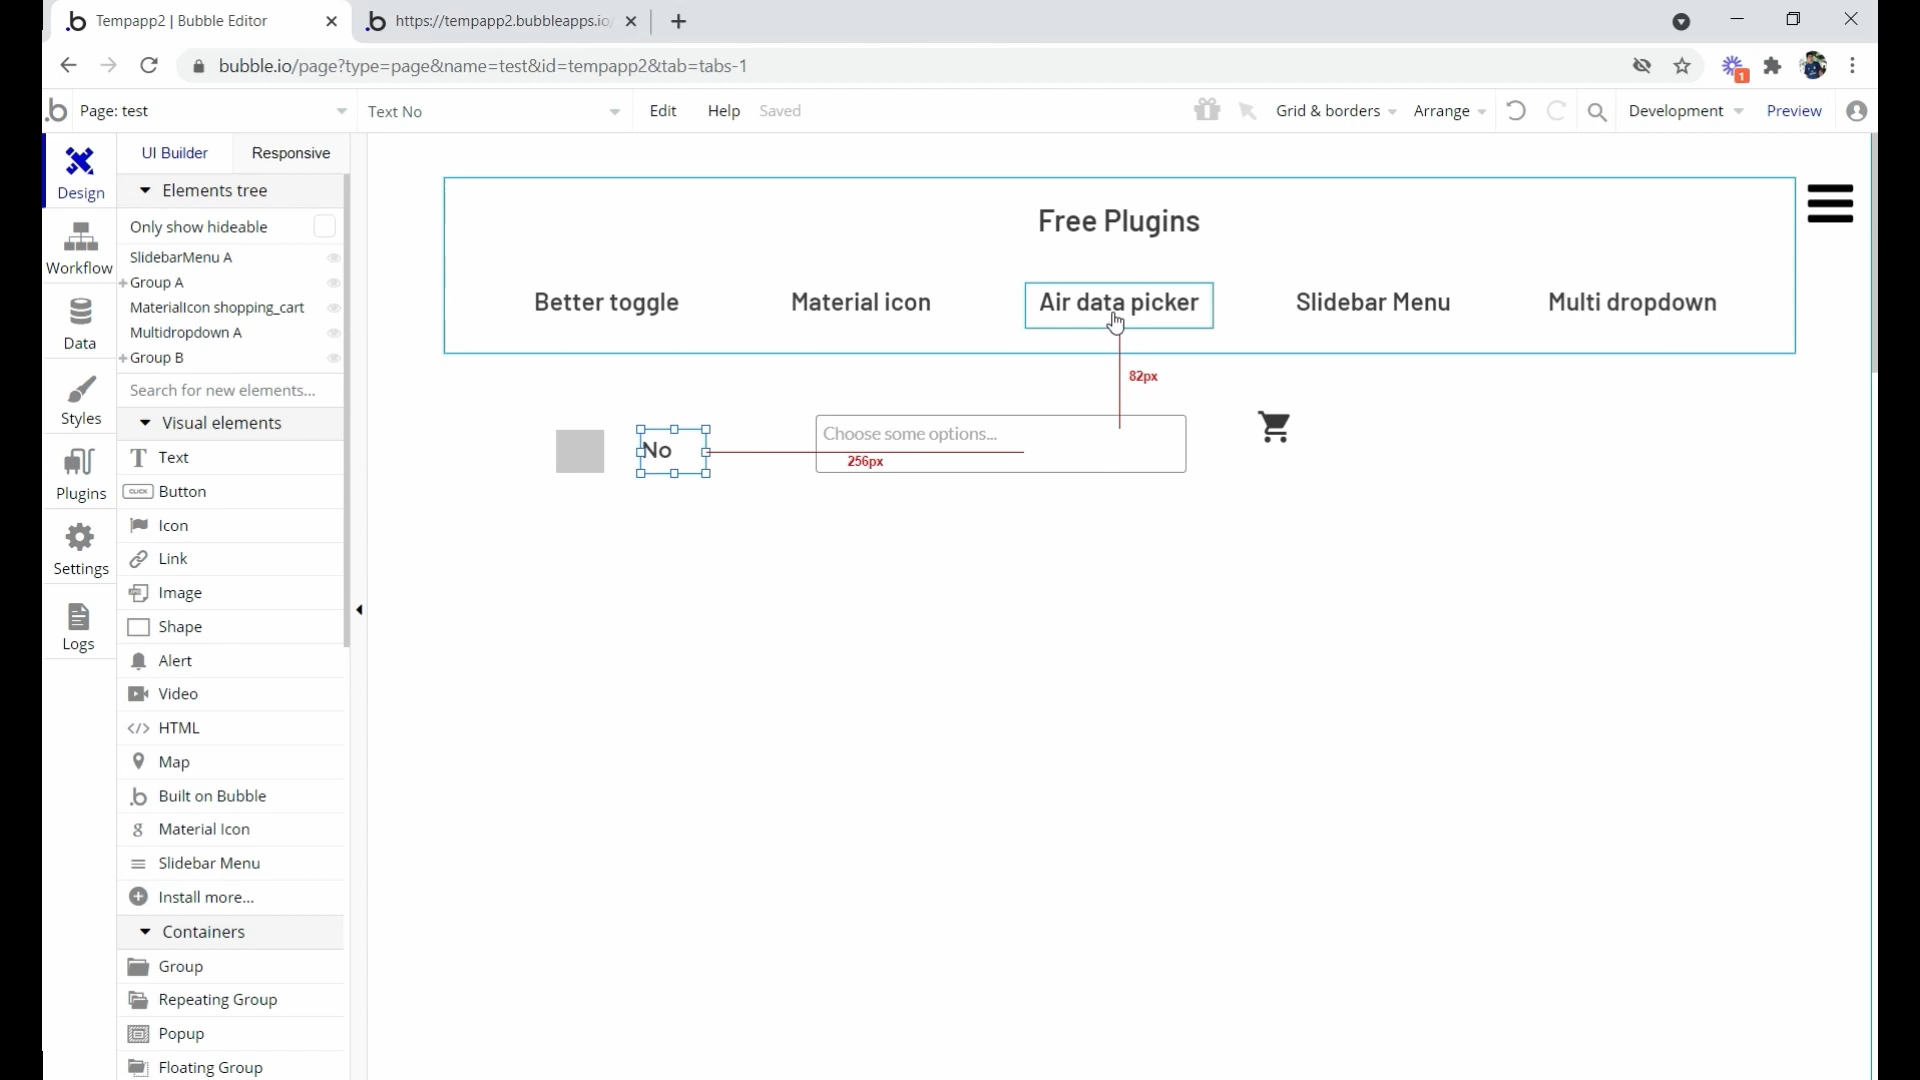 Tempapp2 | Bubble Editor
https://tempapp2.bubbleapps.io/
bubble.io/page?type=page&name=test&id=tempapp2&tab=tabs-1
1
Page: test
Text No
Edit
Help
Saved
Grid & borders
Arrange
Development
Preview
Design
Workflow
Data
Styles
Plugins
Settings
Logs
UI Builder
Responsive
Elements tree
Only show hideable
SlidebarMenu A
Group A
MaterialIcon shopping_cart
Multidropdown A
Group B
Search for new elements...
Visual elements
Text
CLICK
Button
Icon
Link
Image
Shape
Alert
Video
HTML
Map
Built on Bubble
Material Icon
Slidebar Menu
Install more...
Containers
Group
Repeating Group
Popup
Floating Group
Free Plugins
Better toggle
Material icon
Air data picker
Slidebar Menu
Multi dropdown
82px
No
Choose some options...
256px